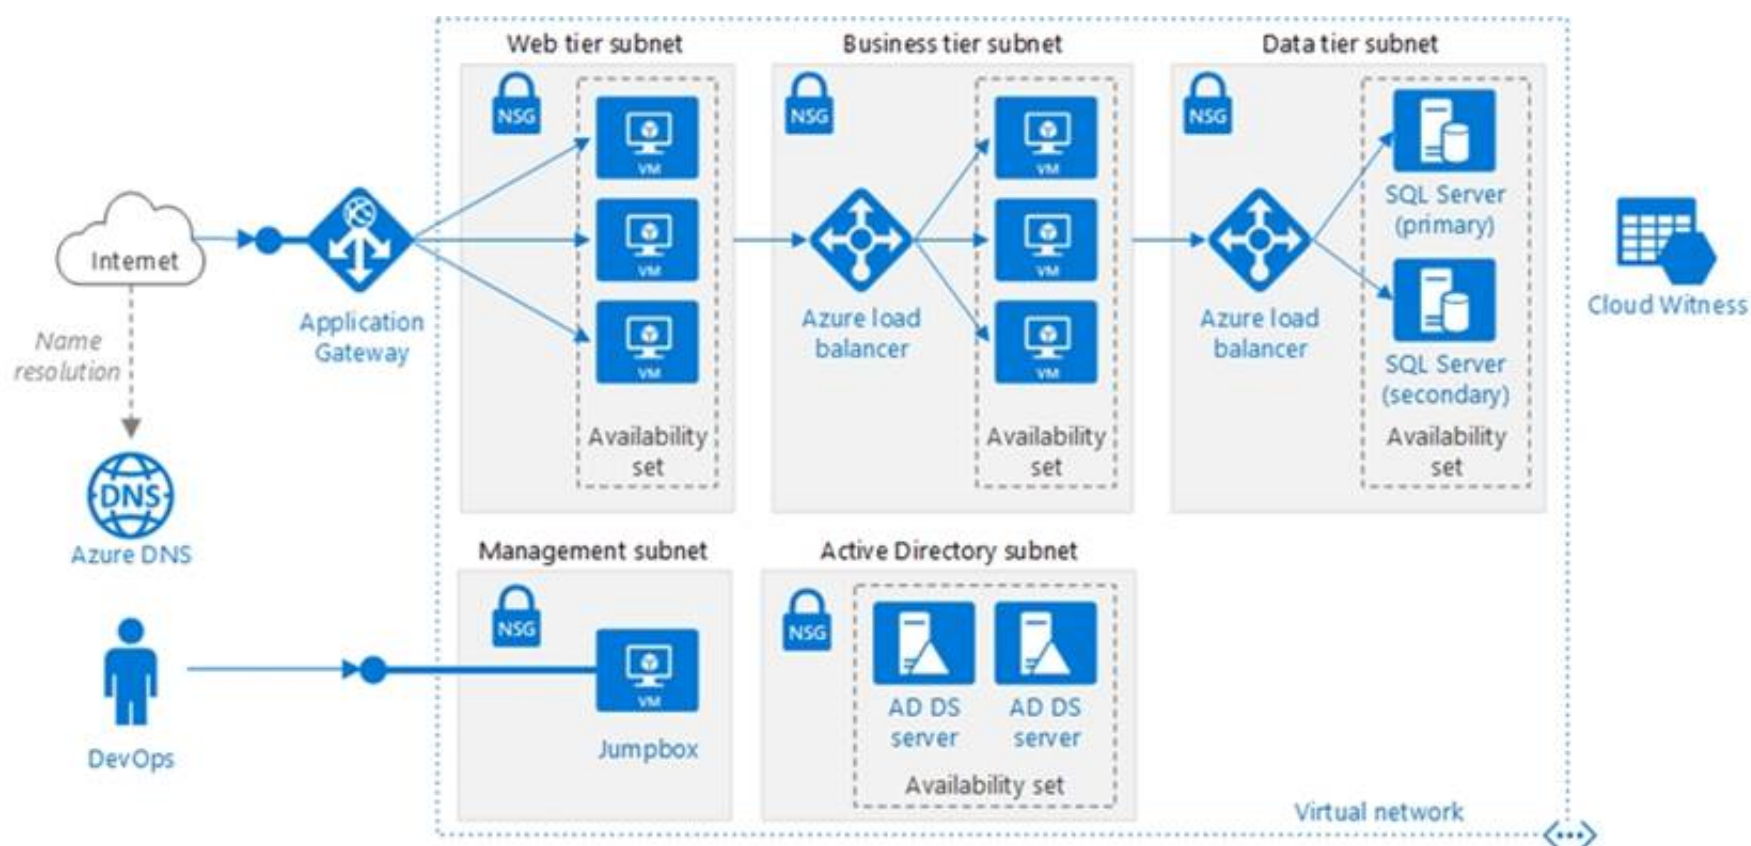 Web tier subnet
Business tier subnet
Data tier subnet
NSG
NSG
NSG
VM
VM
VM
VM
VM
VM
SQL Server
(primary)
SQL Server
(secondary)
Internet
Application
Gateway
Azure load
balancer
Azure load
balancer
Cloud Witness
Name
resolution
Availability
set
Availability
set
Availability
set
DNS
Azure DNS
Management subnet
Active Directory subnet
NSG
NSG
VM
Jumpbox
AD DS
server
AD DS
server
Availability set
DevOps
Virtual network